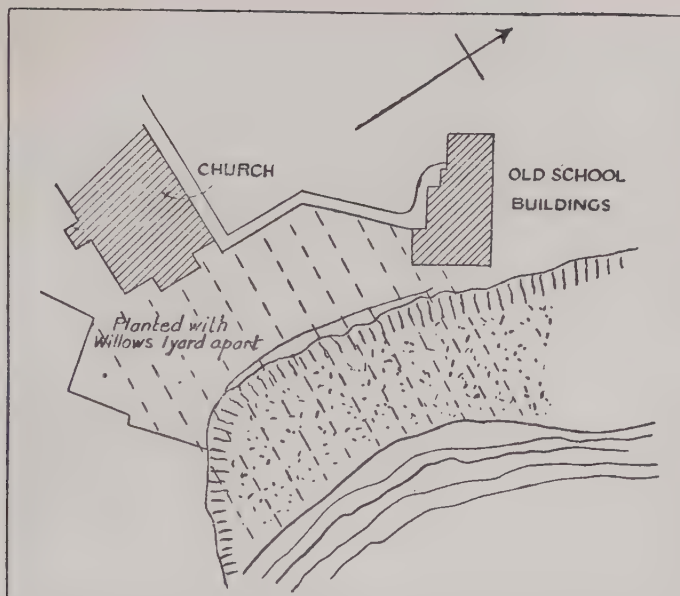 CHURCH
OLD SCHOOL
BUILDINGS
Planted with
Willows 1 yard apart